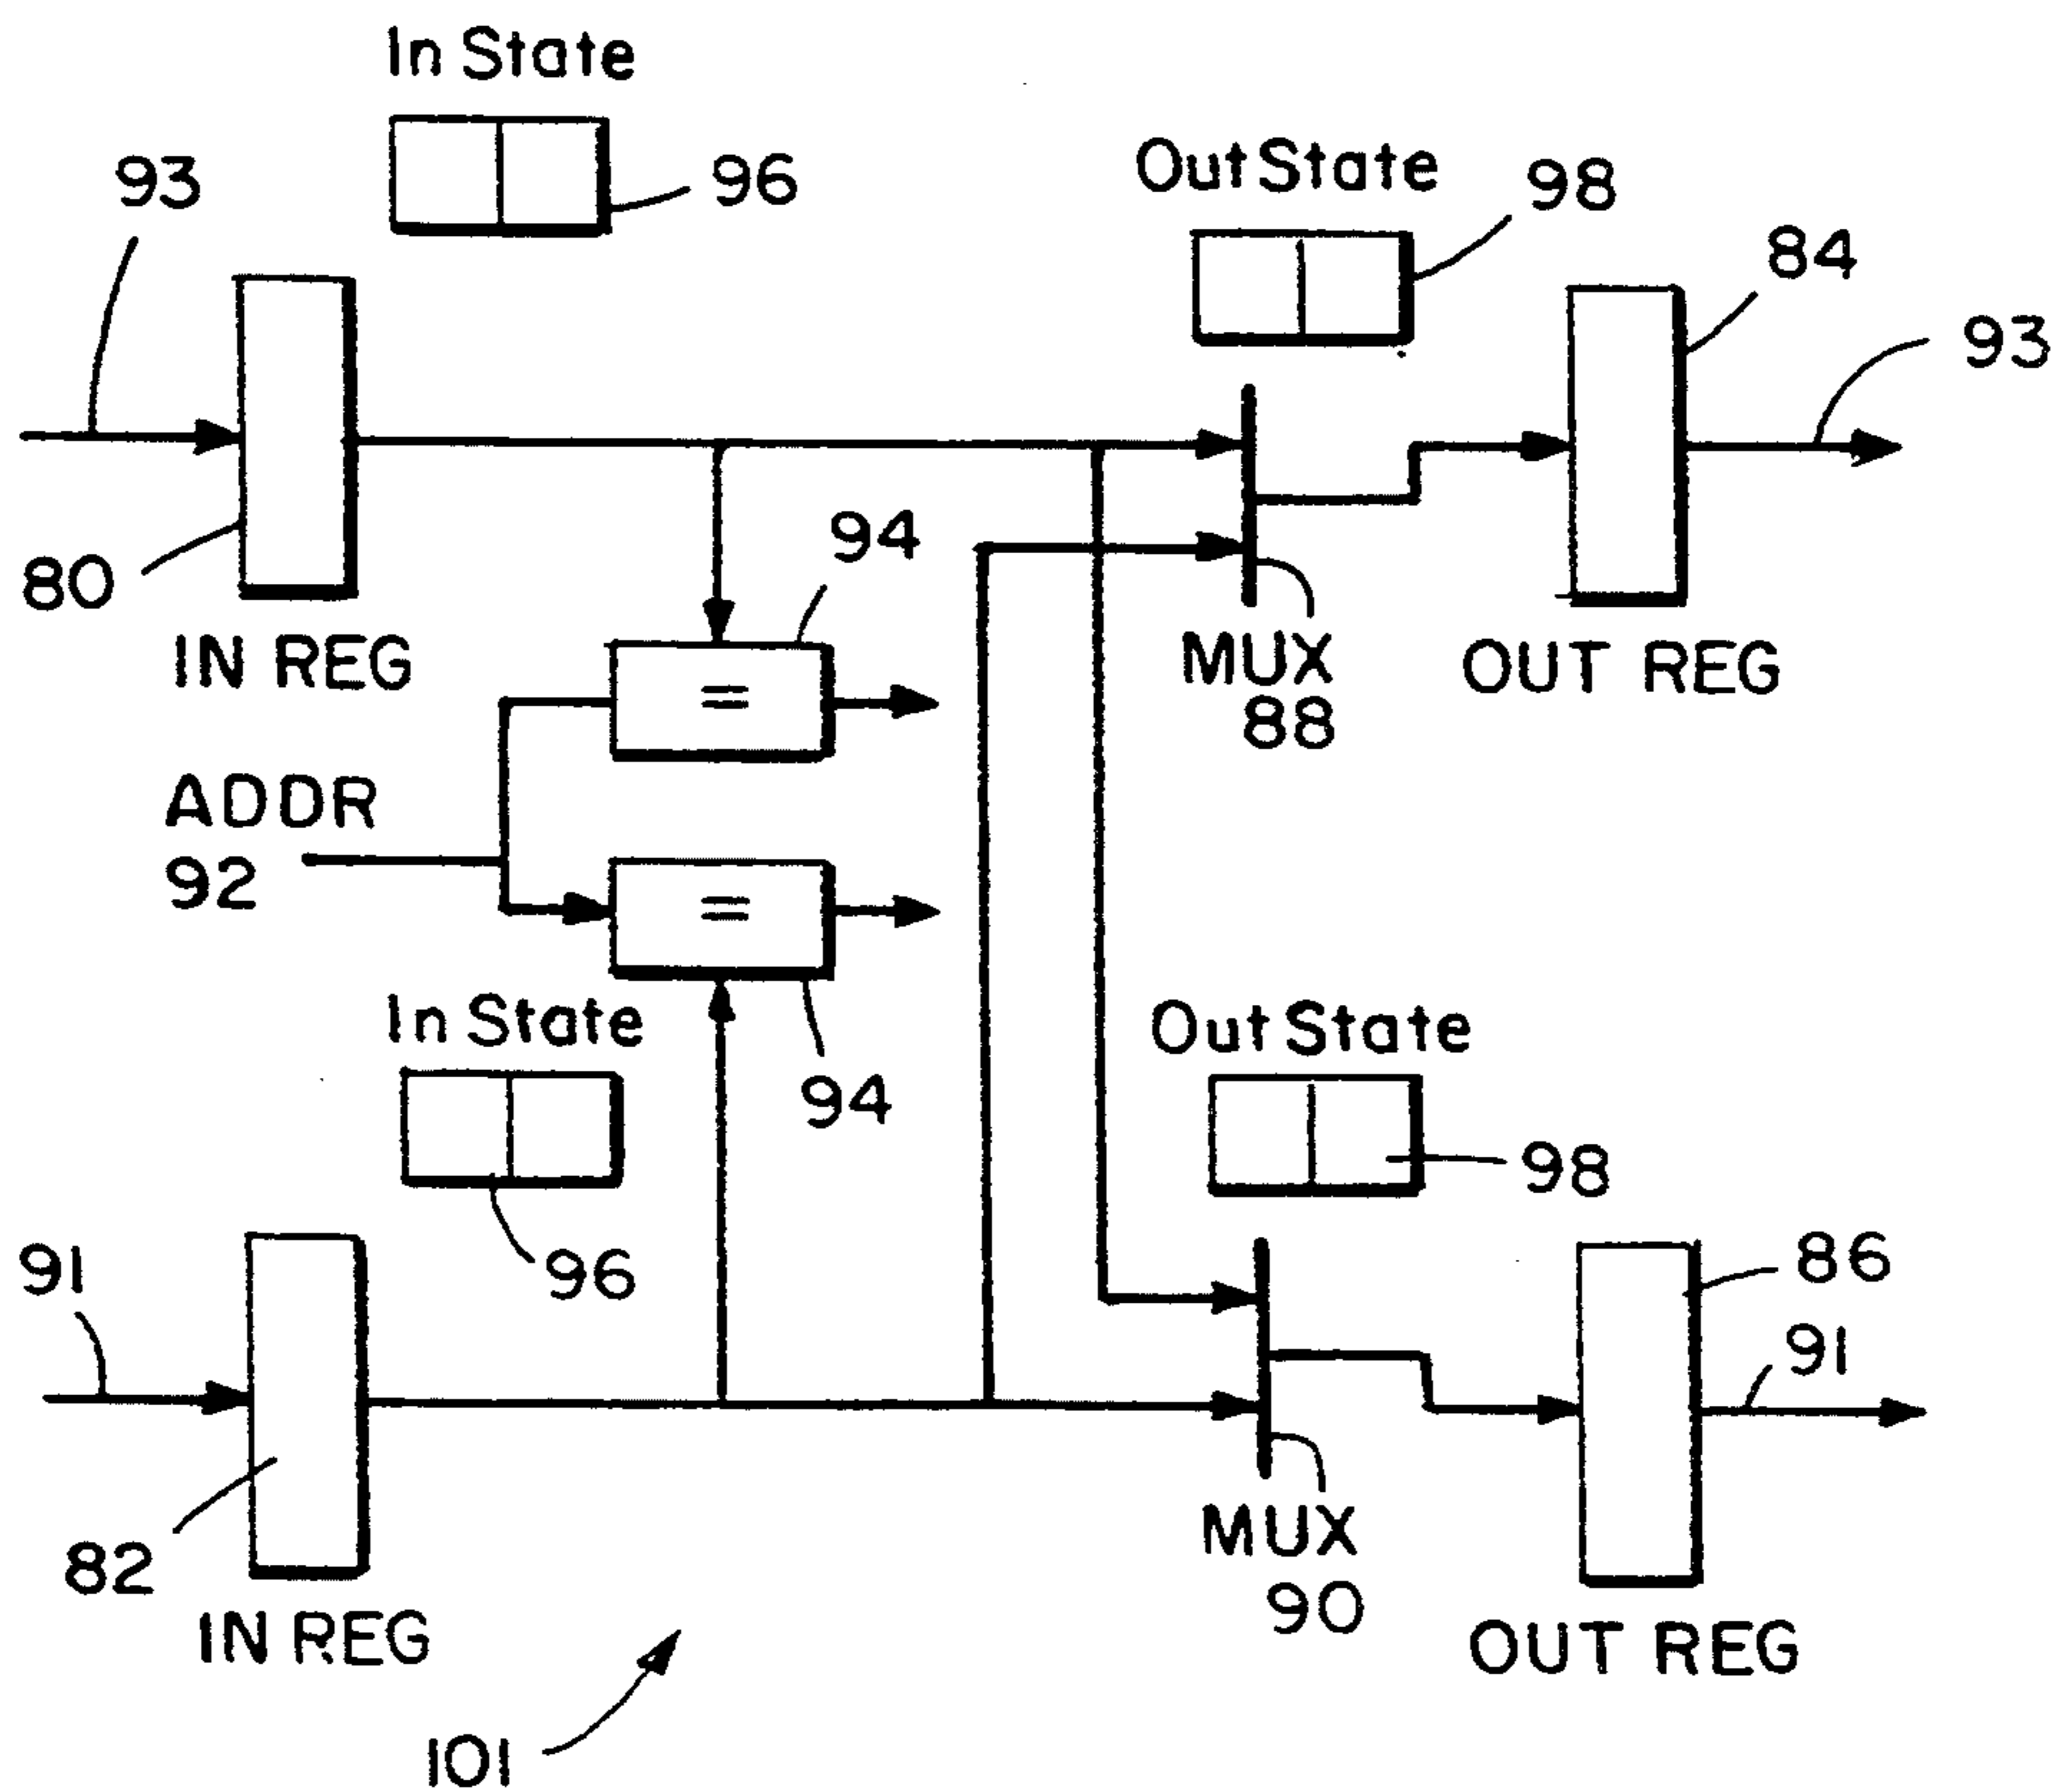 In State
93
96
Out State
98
84
93
80
IN REG
94
=
MUX
88
OUT REG
ADDR
92
=
In State
94
Out State
98
96
91
86
91
82
IN REG
MUX
90
OUT REG
101